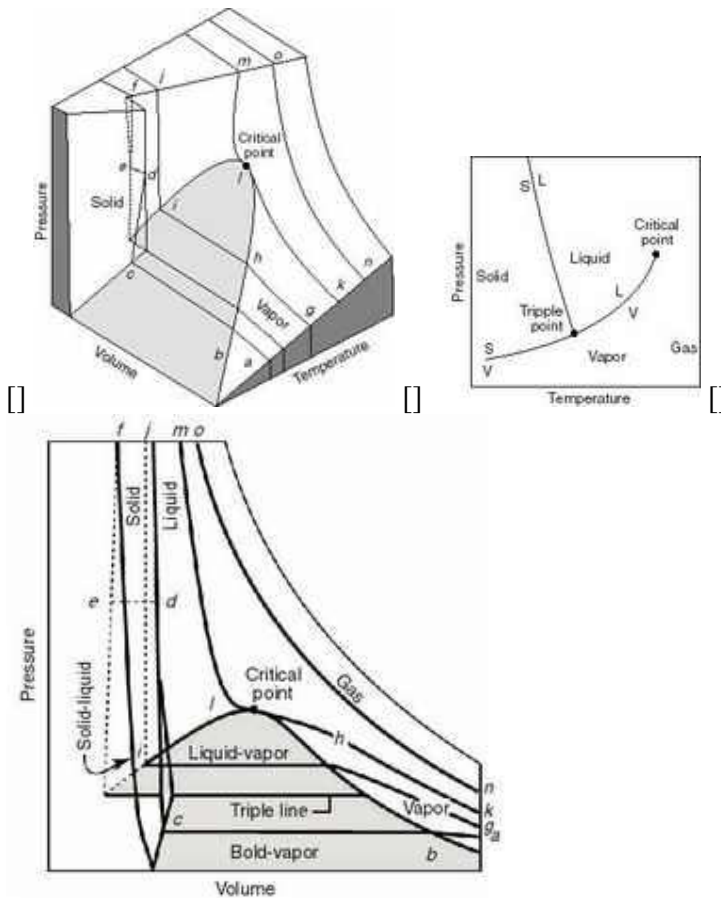 m
o
f
j
Critical
point
l
e
d
Solid
i
h
n
k
c
Vapor
g
b
a
Pressure
Volume
Temperature
[]
S
L
Critical
point
Solid
Liquid
L
V
Tripple
point
S
V
Vapor
Gas
Pressure
Temperature
[]
[]
f
j
m
o
Solid
Liquid
e
d
Pressure
Solid-liquid
Critical
point
Gas
l
h
i
Liquid-vapor
n
Vapor
k
Triple line
g
a
c
Bold-vapor
b
Volume